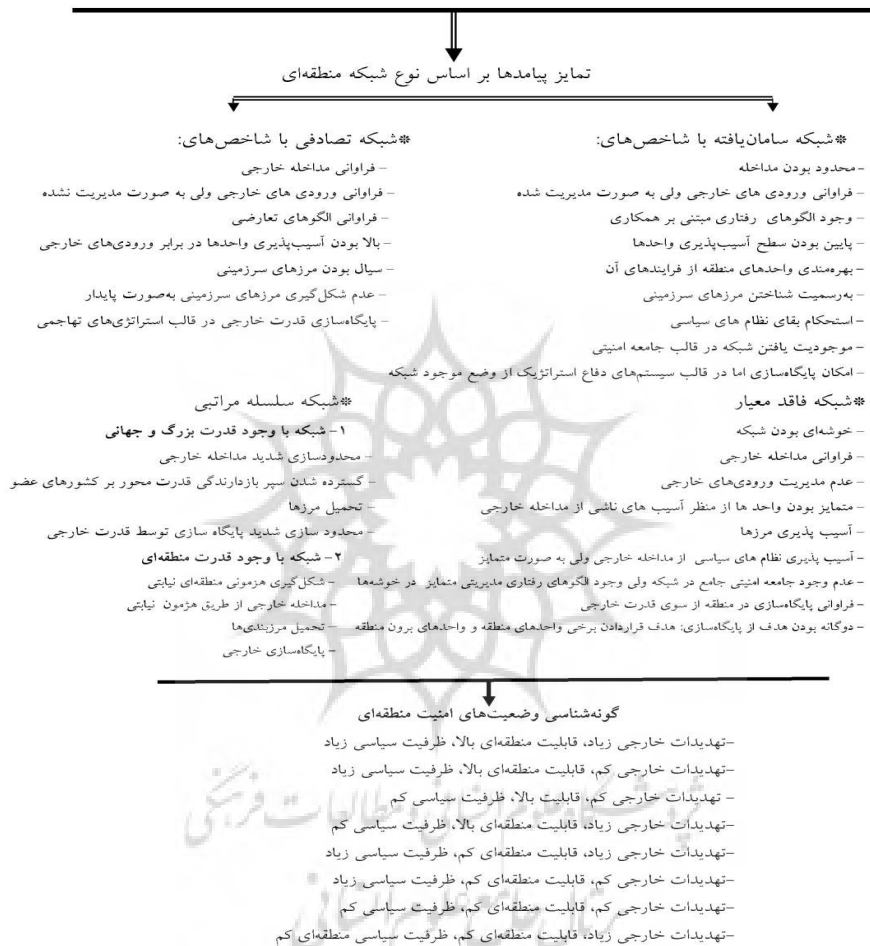 تمایز پیامدها بر اساس نوع شبکه منطقه‌ای
※شبکه سامان‌یافته با شاخص‌های:
– محدود بودن مداخله
– فراوانی ورودی های خارجی ولی به صورت مدیریت شده
– وجود الگوهای رفتاری مبتنی بر همکاری
– پایین بودن سطح آسیب‌پذیری واحدها
– بهره‌مندی واحدهای منطقه از فرایندهای آن
– به‌رسمیت شناختن مرزهای سرزمینی
– استحکام بقای نظام های سیاسی
– موجودیت یافتن شبکه در قالب جامعه امنیتی
– امکان پایگاه‌سازی اما در قالب سیستم‌های دفاع استراتژیک از وضع موجود شبکه
※شبکه تصادفی با شاخص‌های:
– فراوانی مداخله خارجی
– فراوانی ورودی های خارجی ولی به صورت مدیریت نشده
– فراوانی الگوهای تعارضی
– بالا بودن آسیب‌پذیری واحدها در برابر ورودی‌های خارجی
– سیال بودن مرزهای سرزمینی
– عدم شکل‌گیری مرزهای سرزمینی به‌صورت پایدار
– پایگاه‌سازی قدرت خارجی در قالب استراتژی‌های تهاجمی
※شبکه فاقد معیار
– خوشه‌ای بودن شبکه
– فراوانی مداخله خارجی
– عدم مدیریت ورودی‌های خارجی
– متمایز بودن واحد ها از منظر آسیب های ناشی از مداخله خارجی
– آسیب پذیری مرزها
– آسیب پذیری نظام های سیاسی از مداخله خارجی ولی به صورت متمایز
– عدم وجود جامعه امنیتی جامع در شبکه ولی وجود الگوهای رفتاری مدیریتی متمایز در خوشه‌ها
– فراوانی پایگاه‌سازی در منطقه از سوی قدرت خارجی
– دوگانه بودن هدف از پایگاه‌سازی: هدف قراردادن برخی واحدهای منطقه و واحدهای برون منطقه
※شبکه سلسله مراتبی
۱– شبکه با وجود قدرت بزرگ و جهانی
– محدودسازی شدید مداخله خارجی
– گسترده شدن سپر بازدارندگی قدرت محور بر کشورهای عضو
– تحمیل مرزها
– محدود سازی شدید پایگاه سازی توسط قدرت خارجی
۲– شبکه با وجود قدرت منطقه‌ای
– شکل‌گیری هژمونی منطقه‌ای نیابتی
– مداخله خارجی از طریق هژمون نیابتی
– تحمیل مرزبندی‌ها
– پایگاه‌سازی خارجی
گونه‌شناسی وضعیت‌های امنیت منطقه‌ای
–تهدیدات خارجی زیاد، قابلیت منطقه‌ای بالا، ظرفیت سیاسی زیاد
–تهدیدات خارجی کم، قابلیت منطقه‌ای بالا، ظرفیت سیاسی زیاد
– تهدیدات خارجی کم، قابلیت بالا، ظرفیت سیاسی کم
–تهدیدات خارجی زیاد، قابلیت منطقه‌ای بالا، ظرفیت سیاسی کم
–تهدیدات خارجی زیاد، قابلیت منطقه‌ای کم، ظرفیت سیاسی زیاد
–تهدیدات خارجی کم، قابلیت منطقه‌ای کم، ظرفیت سیاسی زیاد
–تهدیدات خارجی کم، قابلیت منطقه‌ای کم، ظرفیت سیاسی کم
–تهدیدات خارجی زیاد، قابلیت منطقه‌ای کم، ظرفیت سیاسی منطقه‌ای کم
پژوهشگاه علوم انسانی و مطالعات فرهنگی
پرتال جامع علوم انسانی